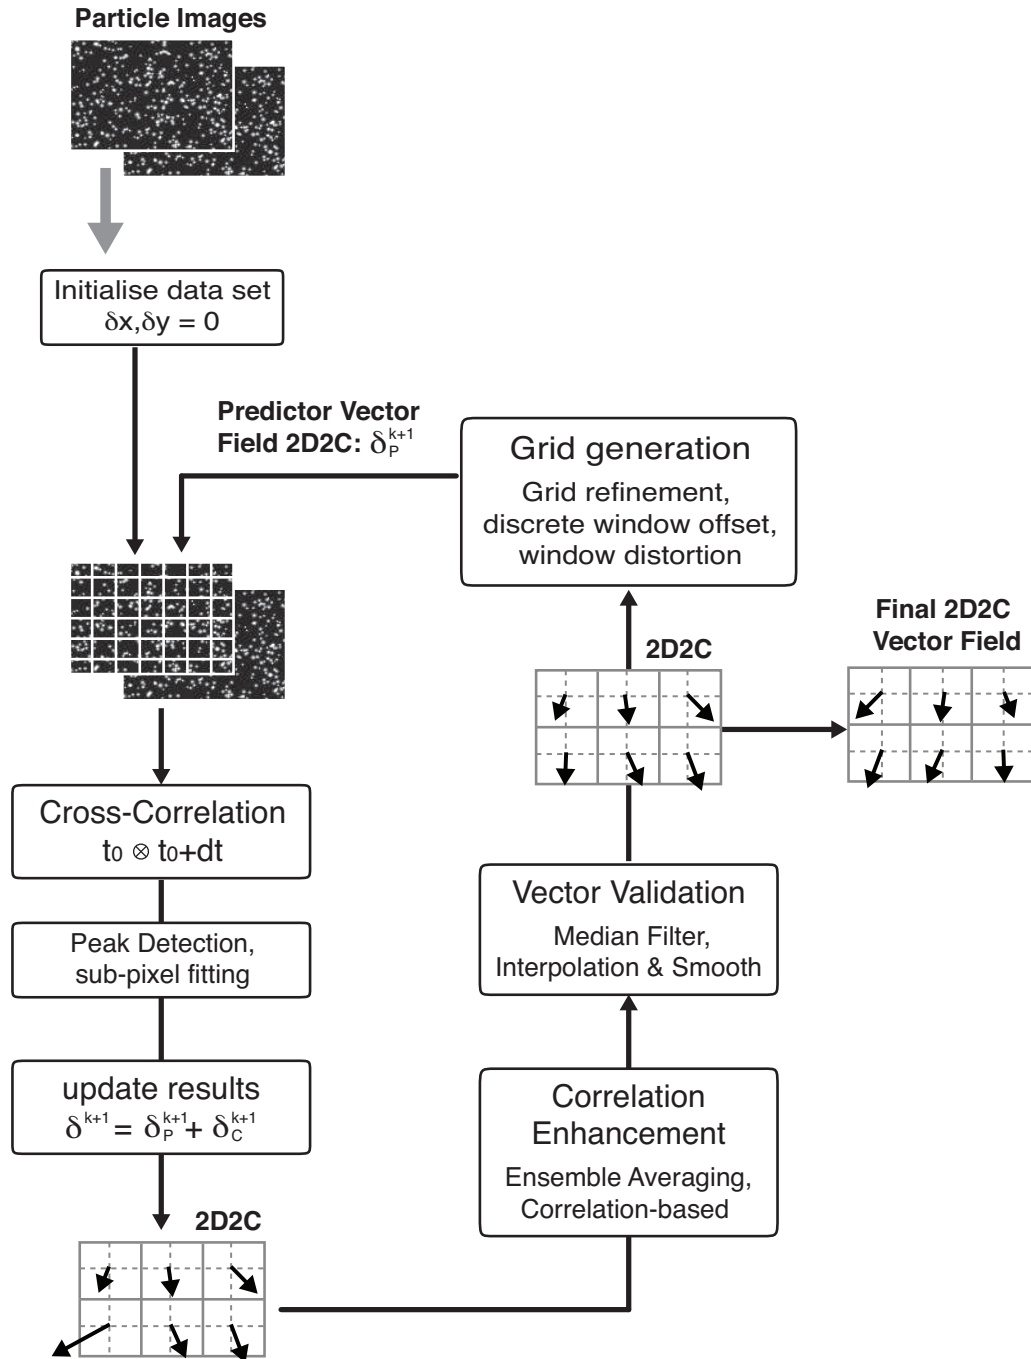 Particle Images
Initialise data set
δx,δy = 0
Predictor Vector
Field 2D2C: δ_P^{k+1}
Grid generation
Grid refinement,
discrete window offset,
window distortion
Final 2D2C
Vector Field
2D2C
Cross-Correlation
t₀ ⊗ t₀+dt
Peak Detection,
sub-pixel fitting
update results
δ^{k+1} = δ_P^{k+1} + δ_C^{k+1}
2D2C
Vector Validation
Median Filter,
Interpolation & Smooth
Correlation
Enhancement
Ensemble Averaging,
Correlation-based